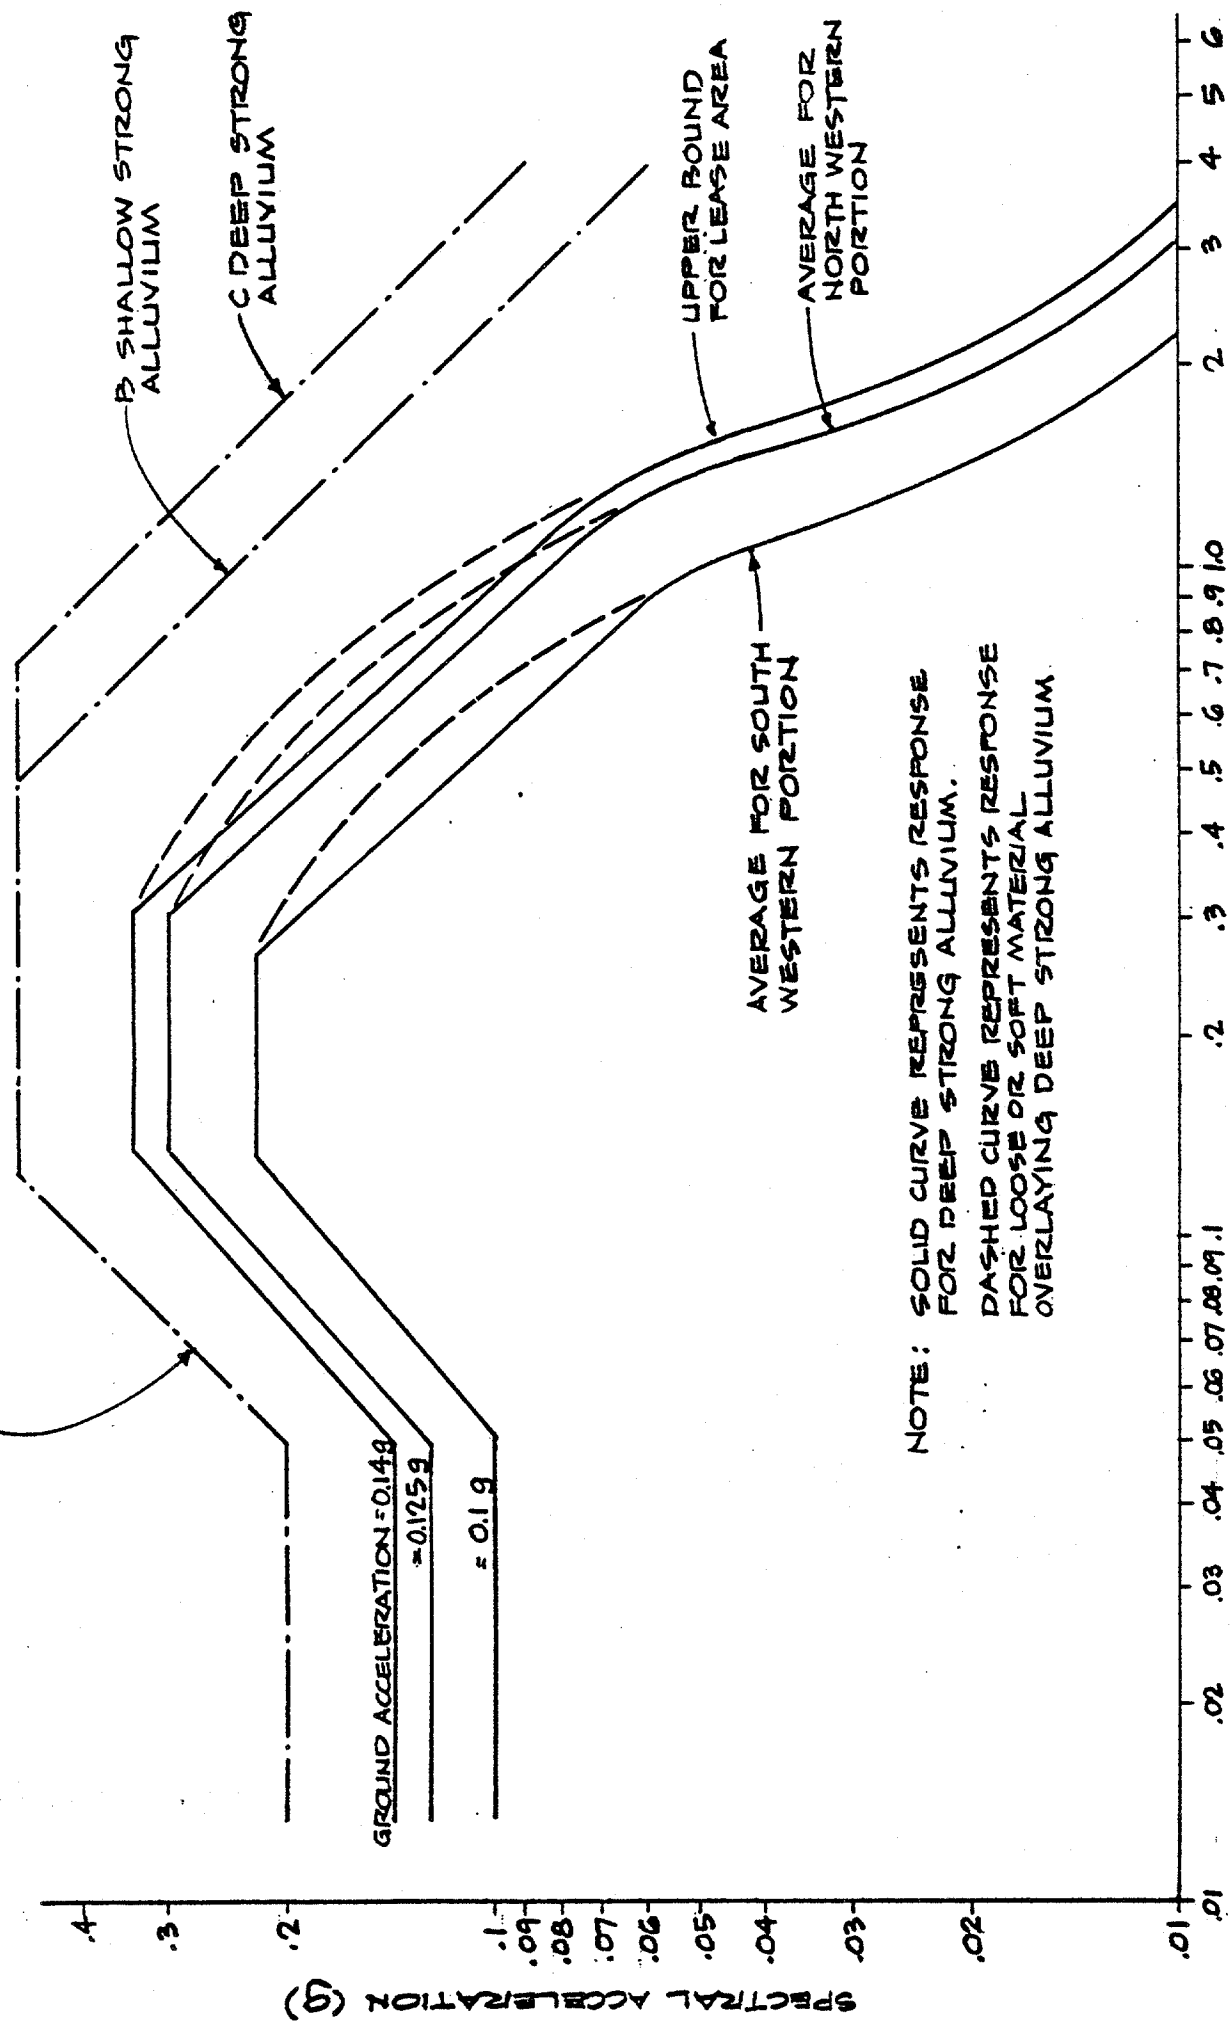 B SHALLOW STRONG
ALLUVIUM
C DEEP STRONG
ALLUVIUM
UPPER BOUND
FOR LEASE AREA
AVERAGE FOR
NORTH WESTERN
PORTION
GROUND ACCELERATION = 0.14g
= 0.125g
= 0.1g
AVERAGE FOR SOUTH
WESTERN PORTION
NOTE: SOLID CURVE REPRESENTS RESPONSE
FOR DEEP STRONG ALLUVIUM.
DASHED CURVE REPRESENTS RESPONSE
FOR LOOSE OR SOFT MATERIAL
OVERLAYING DEEP STRONG ALLUVIUM
SPECTRAL ACCELERATION (g)
.4
.3
.2
.1
.09
.08
.07
.06
.05
.04
.03
.02
.01
.01 .02 .03 .04 .05 .06 .07 .08 .09 .1 .2 .3 .4 .5 .6 .7 .8 .9 1.0 2 3 4 5 6